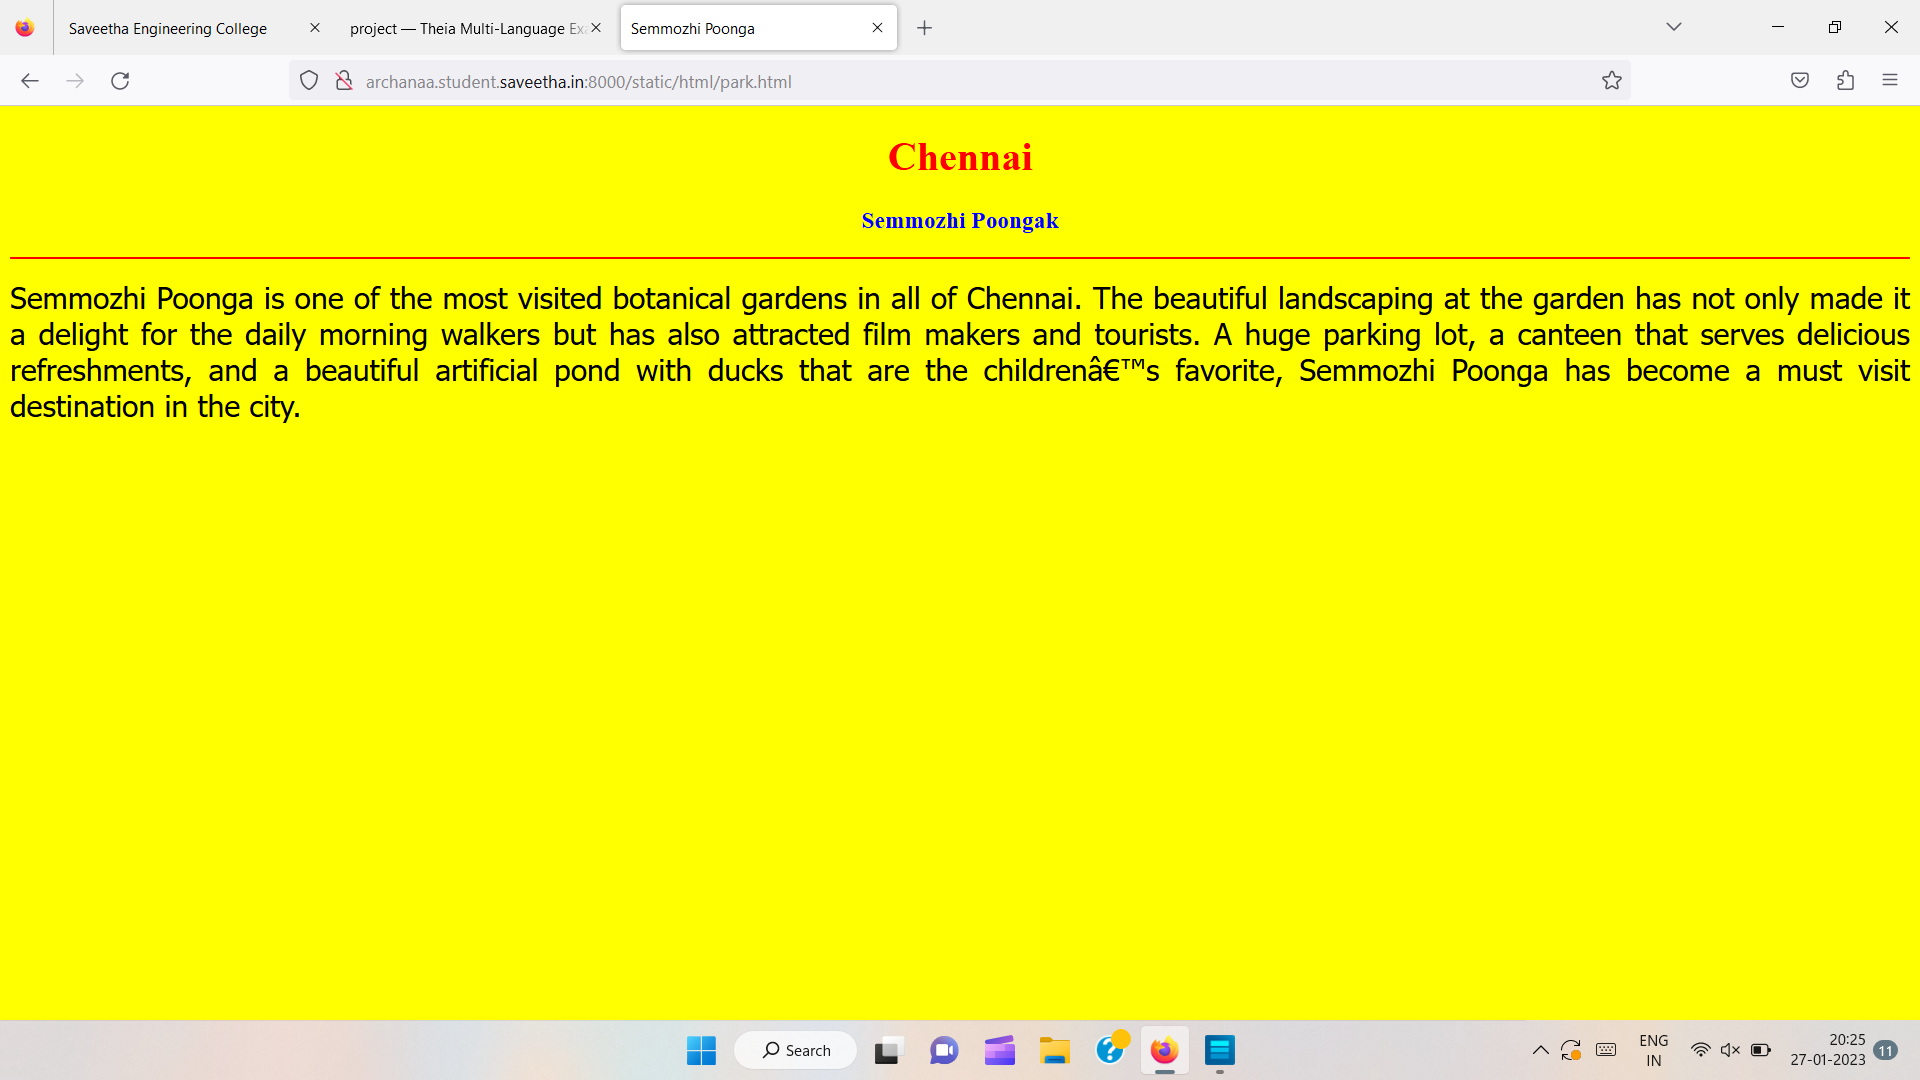 Saveetha Engineering College
project — Theia Multi-Language Exa
Semmozhi Poonga
archanaa.student.saveetha.in:8000/static/html/park.html
Chennai
Semmozhi Poongak
Semmozhi Poonga is one of the most visited botanical gardens in all of Chennai. The beautiful landscaping at the garden has not only made it
a delight for the daily morning walkers but has also attracted film makers and tourists. A huge parking lot, a canteen that serves delicious
refreshments, and a beautiful artificial pond with ducks that are the childrenâ€™s favorite, Semmozhi Poonga has become a must visit
destination in the city.
Search
ENG
IN
20:25
27-01-2023
11